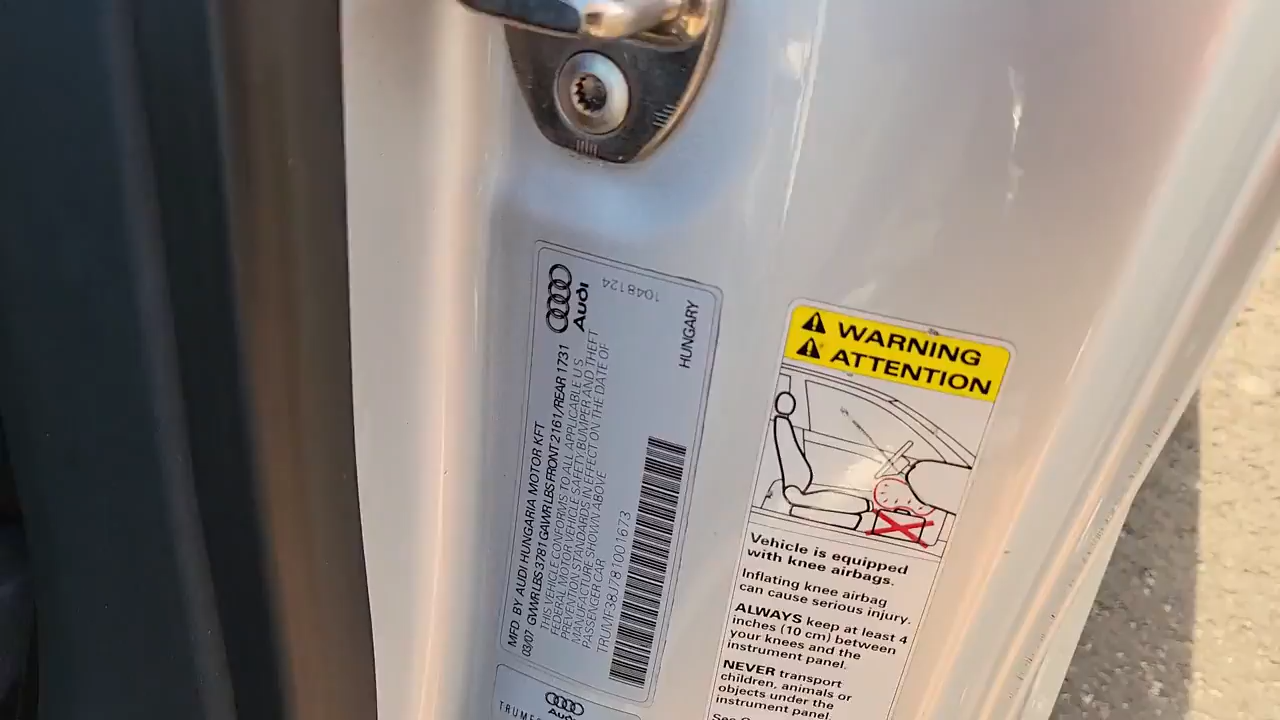 Audi
1048124
HUNGARY
MFD. BY AUDI HUNGARIA MOTOR KFT
03/07 GWVR LBS 3781 GAWR LBS FRONT 2161/REAR 1731
THIS VEHICLE CONFORMS TO ALL APPLICABLE U.S.
FEDERAL MOTOR VEHICLE SAFETY, BUMPER AND THEFT
PREVENTION STANDARDS IN EFFECT ON THE DATE OF
MANUFACTURE SHOWN ABOVE
PASSENGER CAR
WARNING
ATTENTION
Vehicle is equipped
with knee airbags.
Inflating knee airbag
can cause serious injury.
ALWAYS keep at least 4
inches (10 cm) between
your knees and the
instrument panel.
NEVER transport
children, animals or
objects under the
instrument panel.
Audi